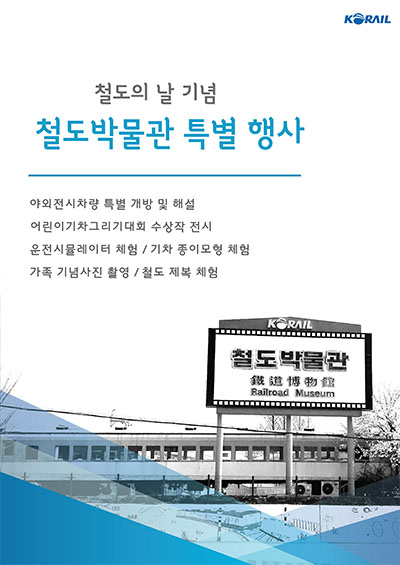 KORAIL
철도의 날 기념
철도박물관 특별 행사
야외전시차량 특별 개방 및 해설
어린이기차그리기대회 수상작 전시
운전시뮬레이터 체험 / 기차 종이모형 체험
가족 기념사진 촬영 / 철도 제복 체험
KORAIL
철도박물관
鐵道博物館
Railroad Museum